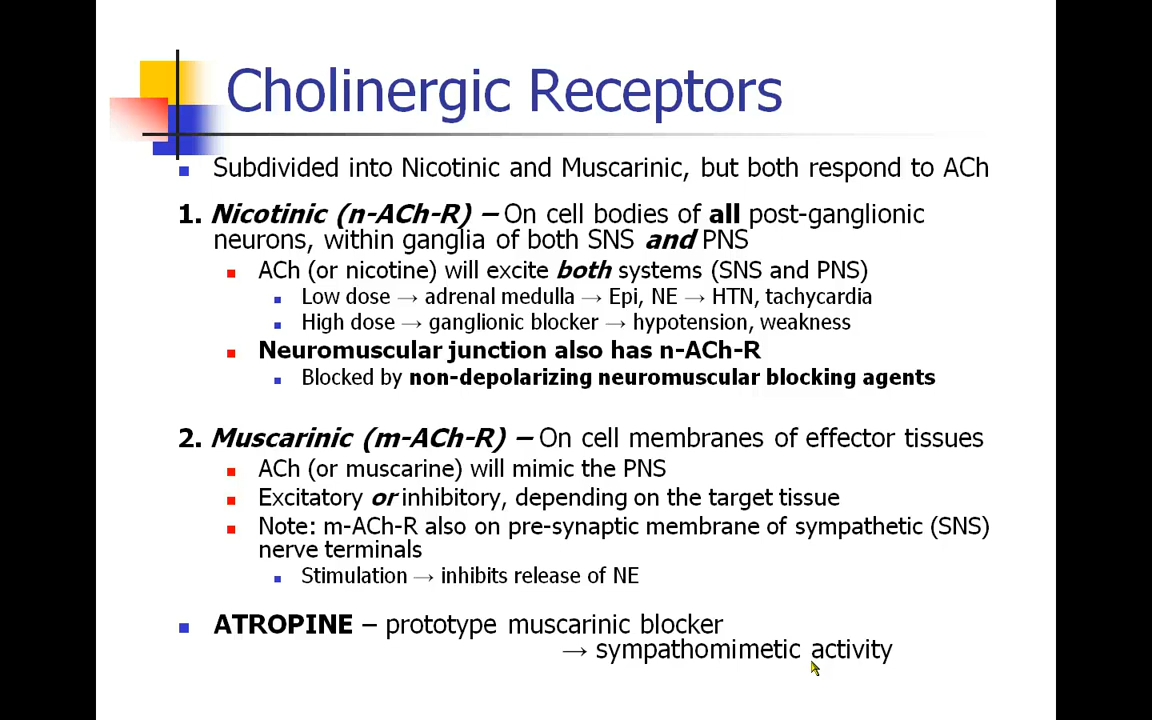 Cholinergic Receptors
Subdivided into Nicotinic and Muscarinic, but both respond to ACh
1. Nicotinic (n-ACh-R) – On cell bodies of all post-ganglionic
neurons, within ganglia of both SNS and PNS
ACh (or nicotine) will excite both systems (SNS and PNS)
Low dose → adrenal medulla → Epi, NE → HTN, tachycardia
High dose → ganglionic blocker → hypotension, weakness
Neuromuscular junction also has n-ACh-R
Blocked by non-depolarizing neuromuscular blocking agents
2. Muscarinic (m-ACh-R) – On cell membranes of effector tissues
ACh (or muscarine) will mimic the PNS
Excitatory or inhibitory, depending on the target tissue
Note: m-ACh-R also on pre-synaptic membrane of sympathetic (SNS)
nerve terminals
Stimulation → inhibits release of NE
ATROPINE – prototype muscarinic blocker
→ sympathomimetic activity